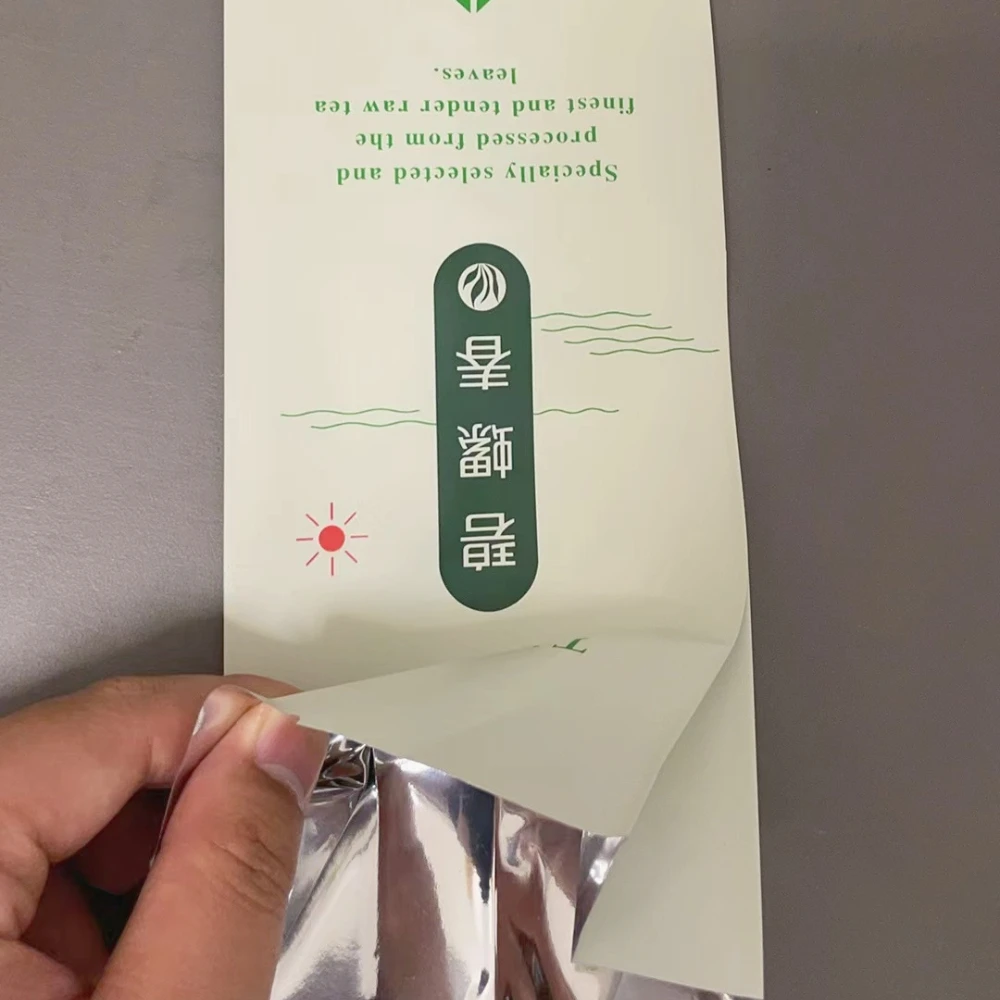 碧螺春
Specially selected and
processed from the
finest and tender raw tea
leaves.